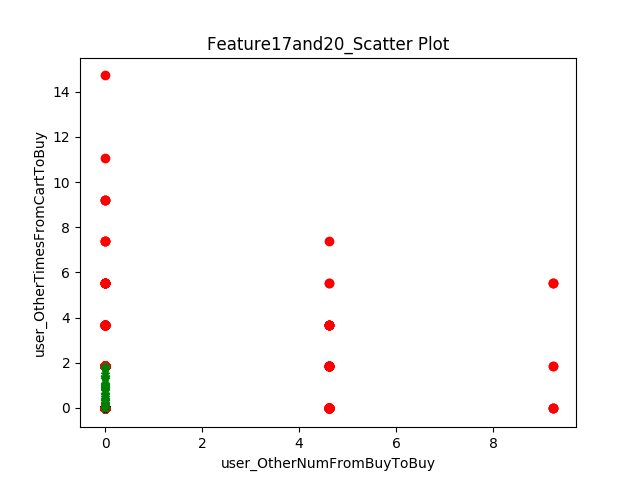 Feature17and20_Scatter Plot
user_OtherTimesFromCartToBuy
14
12
10
8
6
4
2
0
0 2 4 6 8
user_OtherNumFromBuyToBuy